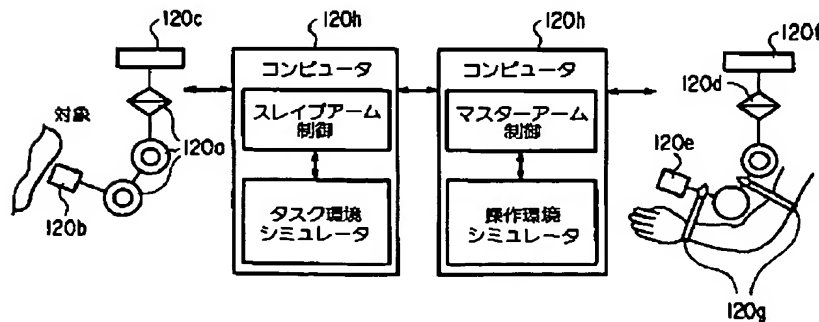 120c
120h
120h
120f
コンピュータ
コンピュータ
120d
対象
スレイブアーム
制御
マスターアーム
制御
120a
120e
120b
タスク環境
シミュレータ
操作環境
シミュレータ
120g